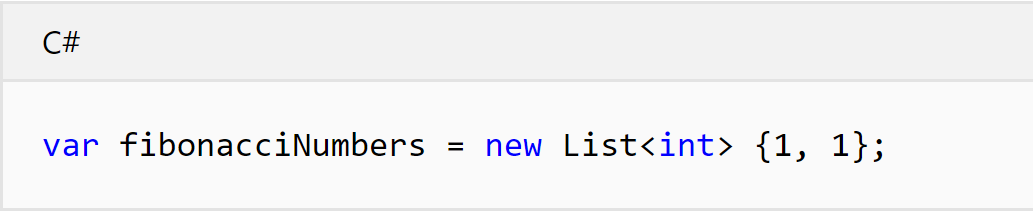 C#
var fibonacciNumbers = new List<int> {1, 1};